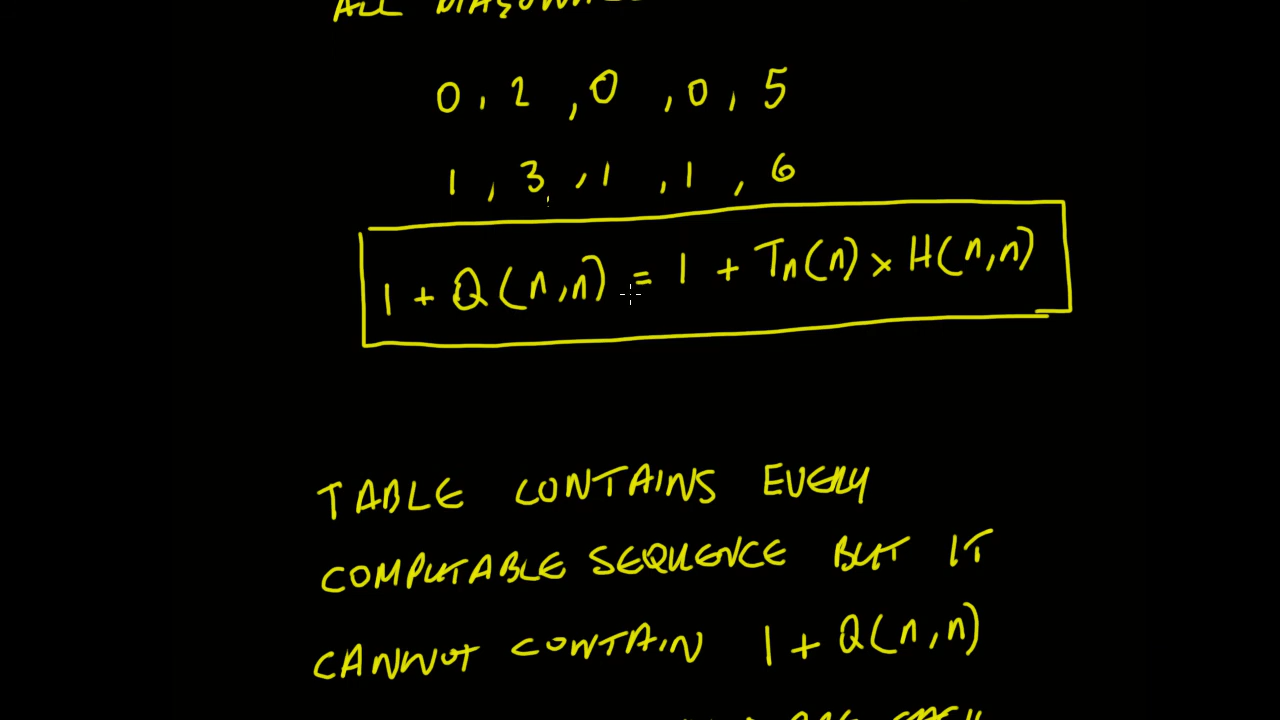 ALL
0, 2, 0, 0, 5
1, 3, 1, 1, 6
1 + Q(n,n) = 1 + Tn(n) × H(n,n)
TABLE CONTAINS EVERY
COMPUTABLE SEQUENCE BUT IT
CANNOT CONTAIN 1 + Q(n,n)